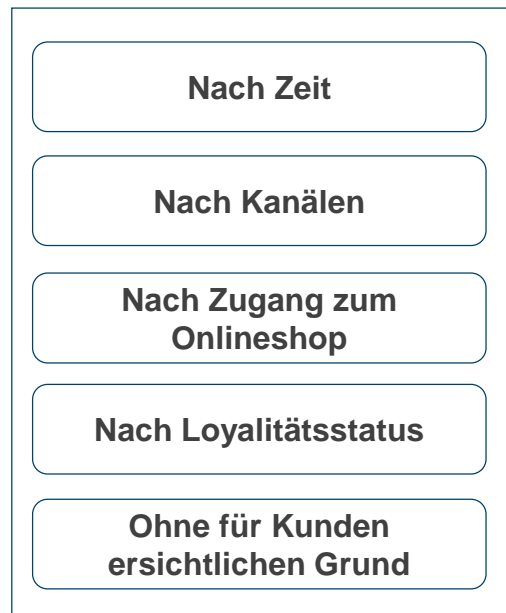 Nach Zeit
Nach Kanälen
Nach Zugang zum
Onlineshop
Nach Loyalitätsstatus
Ohne für Kunden
ersichtlichen Grund